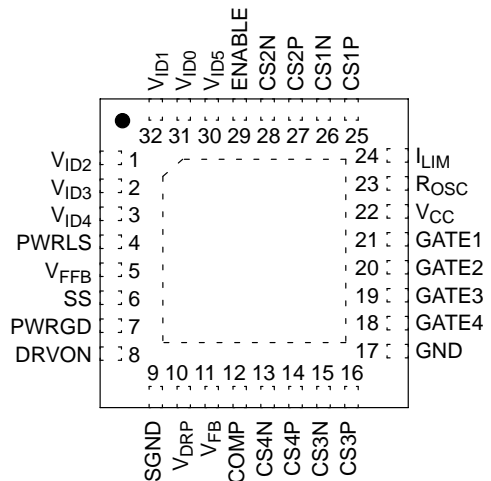 VID1 VID0 VID5 ENABLE CS2N CS2P CS1N CS1P
32 31 30 29 28 27 26 25
VID2 1
VID3 2
VID4 3
PWRLS 4
VFFB 5
SS 6
PWRGD 7
DRVON 8
24 ILIM
23 ROSC
22 VCC
21 GATE1
20 GATE2
19 GATE3
18 GATE4
17 GND
9 10 11 12 13 14 15 16
SGND VDRP VFB COMP CS4N CS4P CS3N CS3P